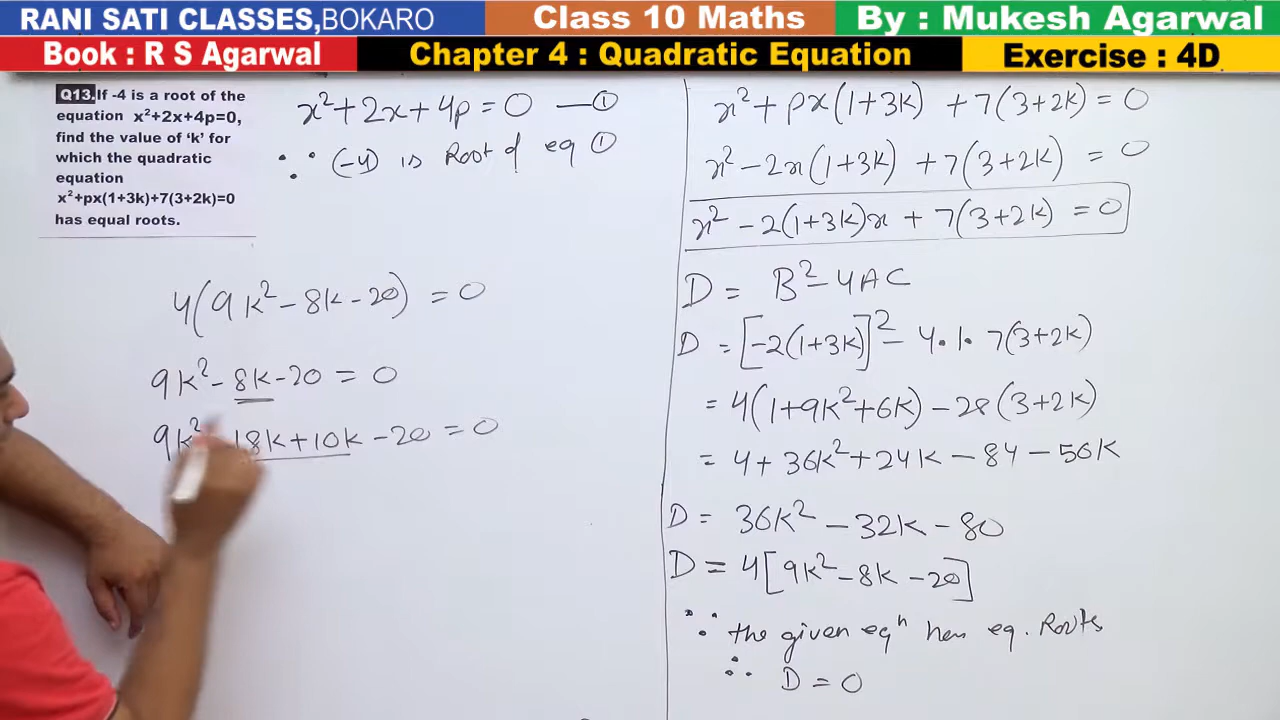 RANI SATI CLASSES,BOKARO Class 10 Maths By : Mukesh Agarwal
Book : R S Agarwal Chapter 4 : Quadratic Equation Exercise : 4D
Q13.If -4 is a root of the
equation x²+2x+4p=0,
find the value of ‘k’ for
which the quadratic
equation
x²+px(1+3k)+7(3+2k)=0
has equal roots.
x²+2x+4p=0 —①
∵ (-4) is Root of eq ①
4(9k²-8k-20) = 0
9k²-8k-20 = 0
9k² 18k+10k-20 = 0
x²+px(1+3k) +7(3+2k)=0
x²-2x(1+3k) +7(3+2k) = 0
x²-2(1+3k)x + 7(3+2k) = 0
D = B²-4AC
D = [-2(1+3k)]² - 4·1·7(3+2k)
= 4(1+9k²+6k) - 28(3+2k)
= 4+36k²+24k-84-56k
D = 36k²-32k-80
D = 4[9k²-8k-20]
∵ the given eqⁿ has eq. Roots
∴ D = 0